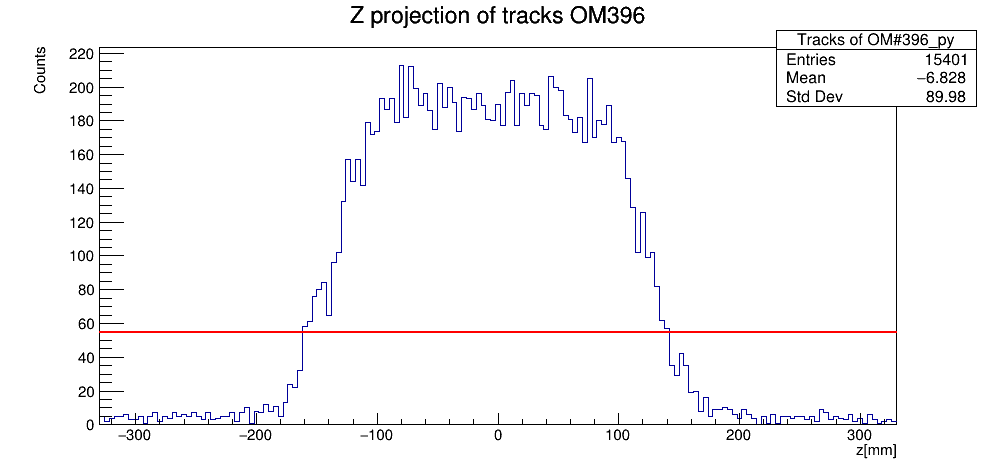 Z projection of tracks OM396
Tracks of OM#396_py
Entries 15401
Mean −6.828
Std Dev 89.98
Counts
220
200
180
160
140
120
100
80
60
40
20
0
−300 −200 −100 0 100 200 300
z[mm]